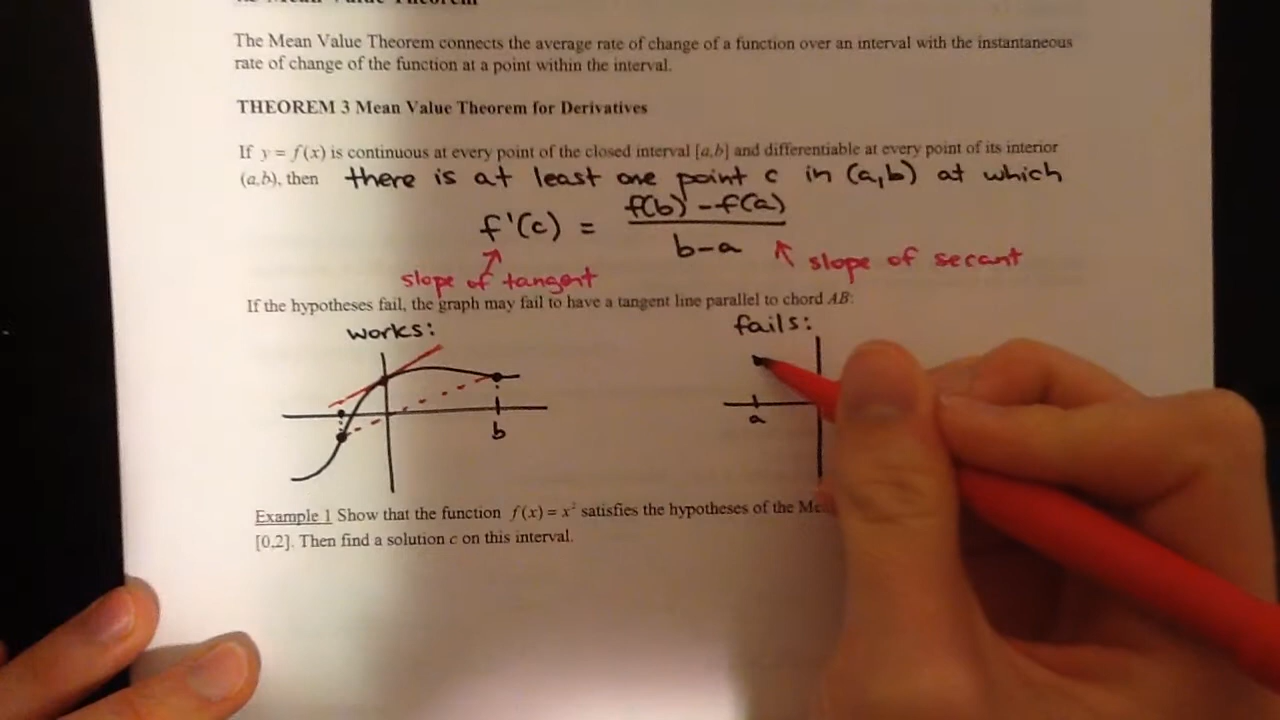 Mean Value Theorem
The Mean Value Theorem connects the average rate of change of a function over an interval with the instantaneous
rate of change of the function at a point within the interval.
THEOREM 3 Mean Value Theorem for Derivatives
If y = f(x) is continuous at every point of the closed interval [a,b] and differentiable at every point of its interior
(a,b), then there is at least one point c in (a,b) at which
f'(c) = f(b) - f(a) / b - a
slope of tangent
slope of secant
If the hypotheses fail, the graph may fail to have a tangent line parallel to chord AB:
works: fails:
b a
Example 1 Show that the function f(x) = x² satisfies the hypotheses of the
[0,2]. Then find a solution c on this interval.